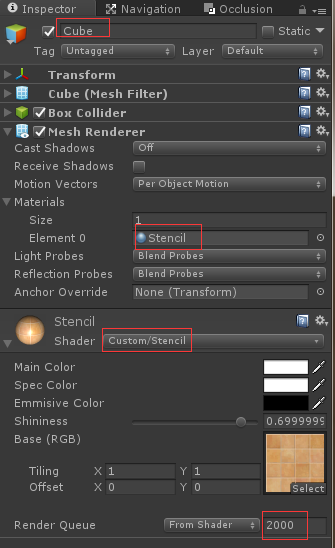 Inspector Navigation Occlusion
Cube Static
Tag Untagged Layer Default
Transform
Cube (Mesh Filter)
Box Collider
Mesh Renderer
Cast Shadows Off
Receive Shadows
Motion Vectors Per Object Motion
Materials
Size 1
Element 0 Stencil
Light Probes Blend Probes
Reflection Probes Blend Probes
Anchor Override None (Transform)
Stencil
Shader Custom/Stencil
Main Color
Spec Color
Emmisive Color
Shininess 0.6999999
Base (RGB)
Tiling X 1 Y 1
Offset X 0 Y 0
Select
Render Queue From Shader 2000